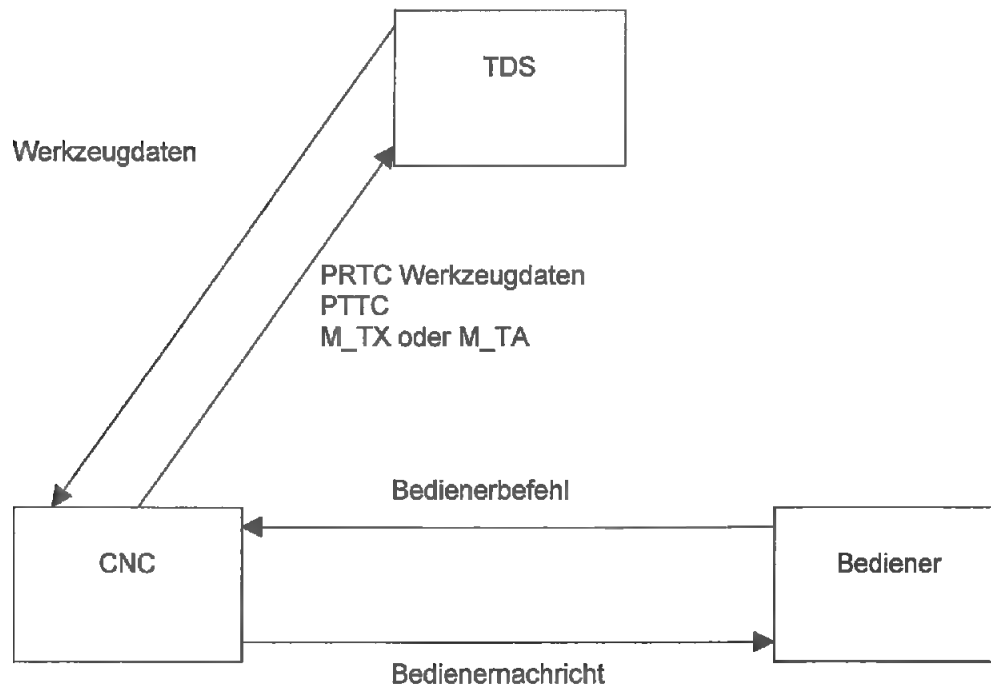 TDS
Werkzeugdaten
PRTC Werkzeugdaten
PTTC
M_TX oder M_TA
Bedienerbefehl
CNC
Bediener
Bedienernachricht